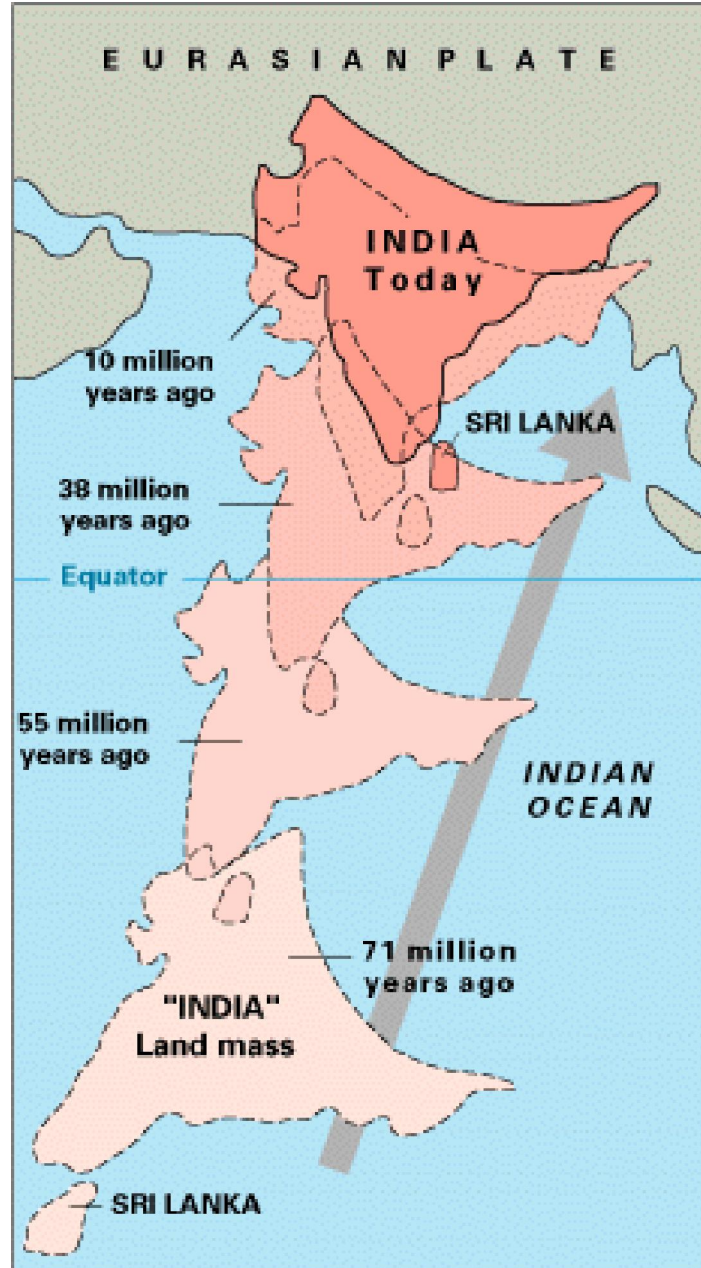 EURASIAN PLATE
INDIA
Today
10 million
years ago
SRI LANKA
38 million
years ago
Equator
55 million
years ago
INDIAN
OCEAN
71 million
years ago
"INDIA"
Land mass
SRI LANKA